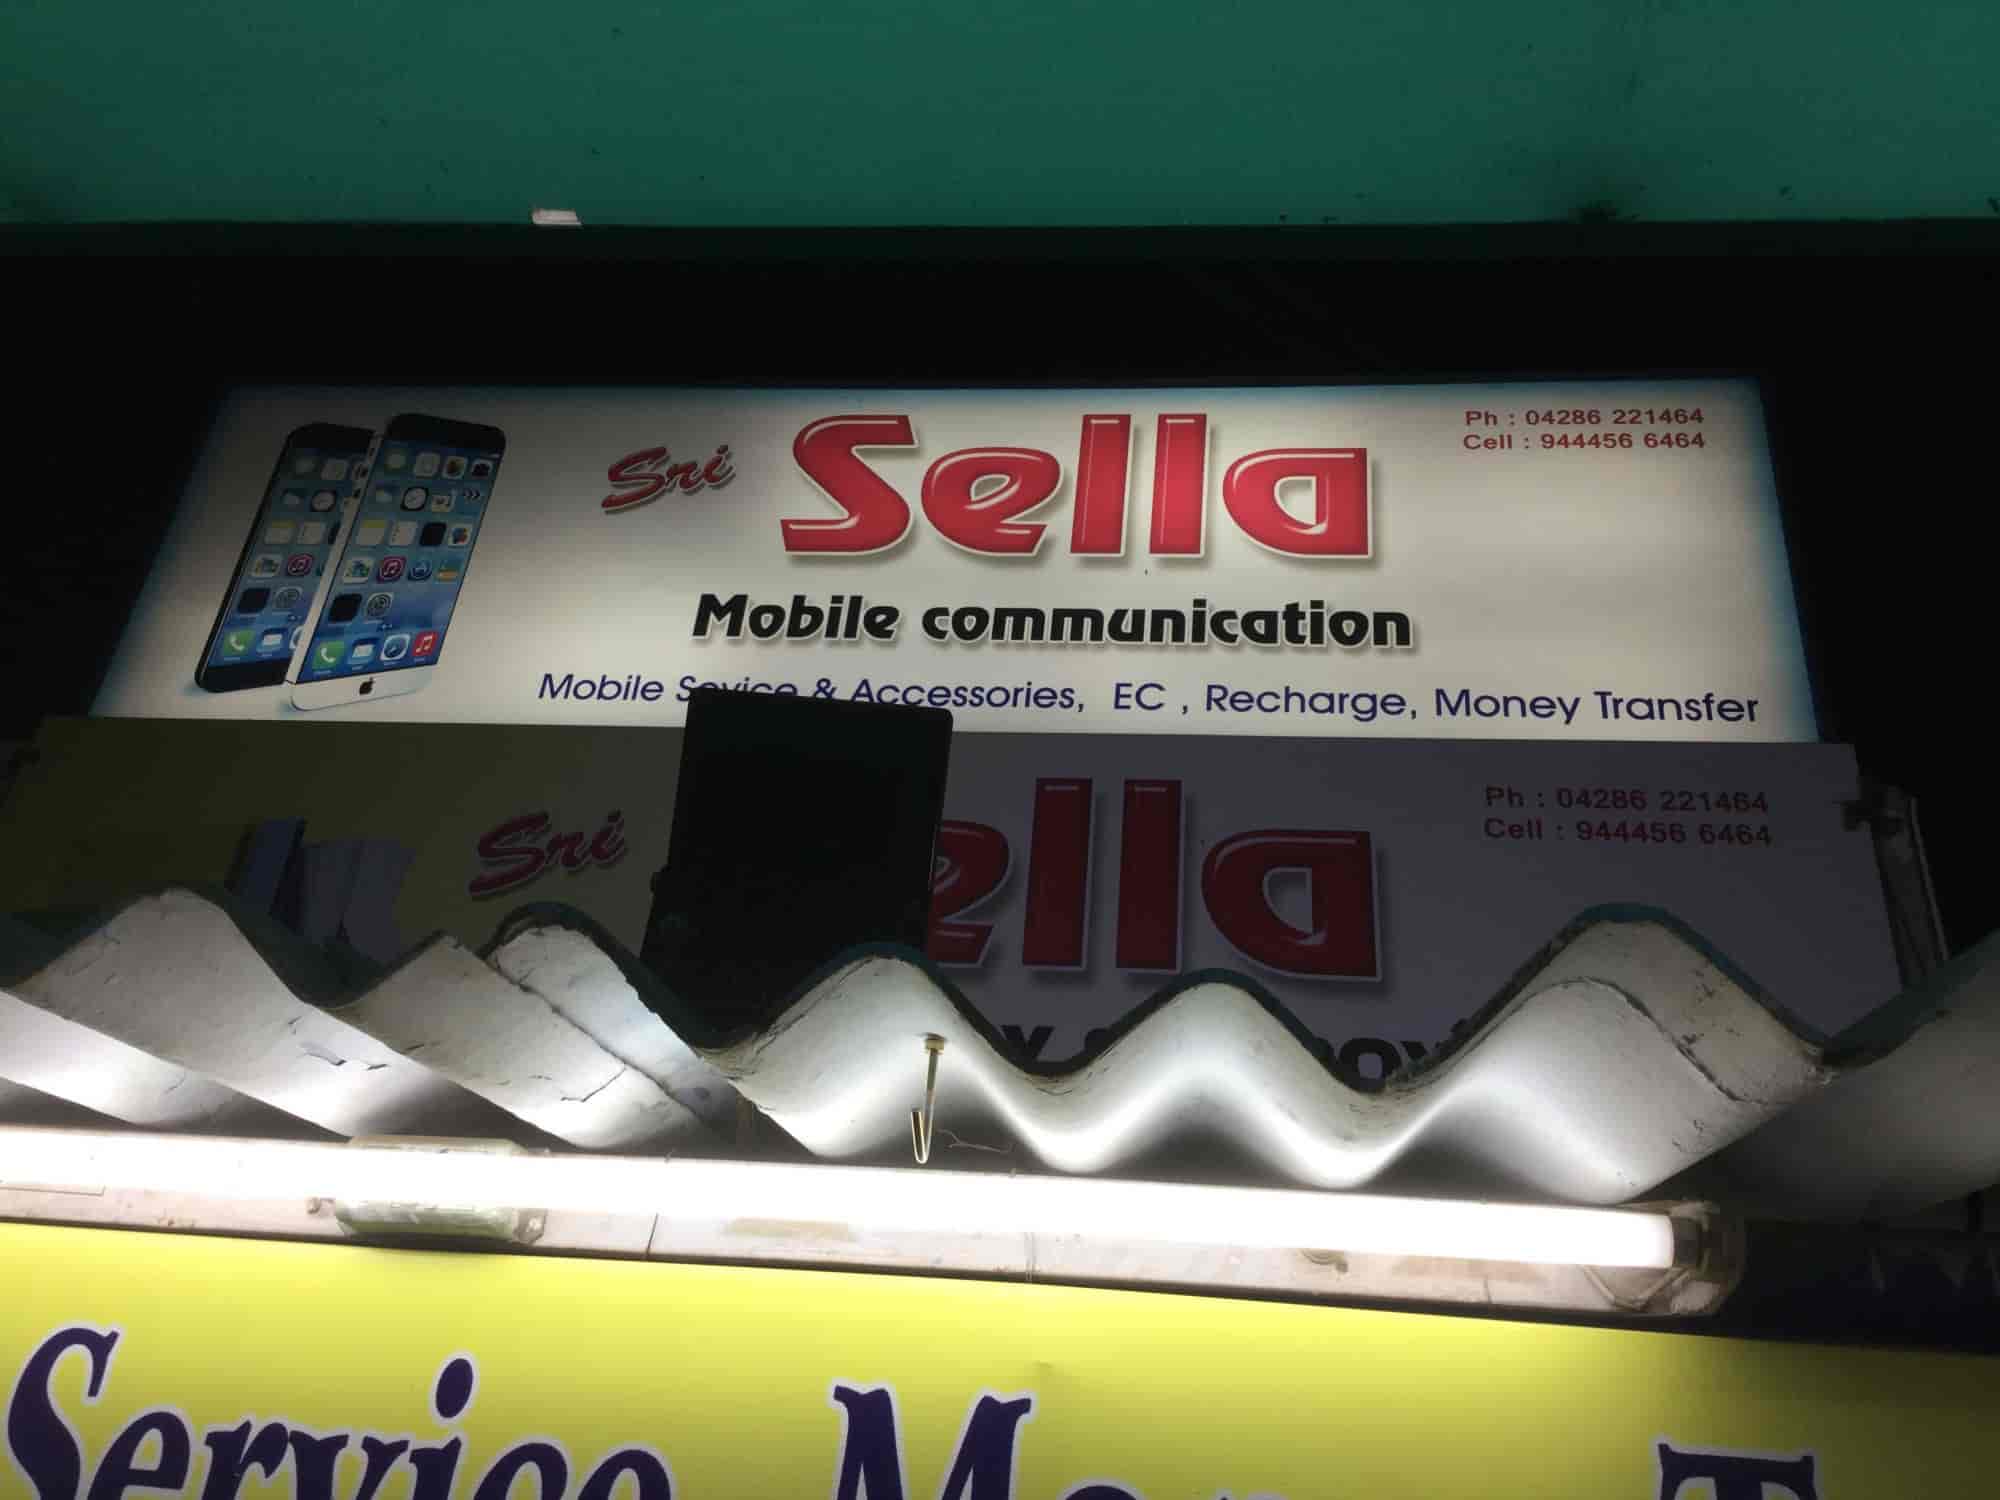 Sri Sella
Ph : 04286 221464
Cell : 944456 6464
Mobile communication
Mobile Sevice & Accessories, EC , Recharge, Money Transfer
Sri
Ph : 04286 221464
Cell : 944456 6464
Service